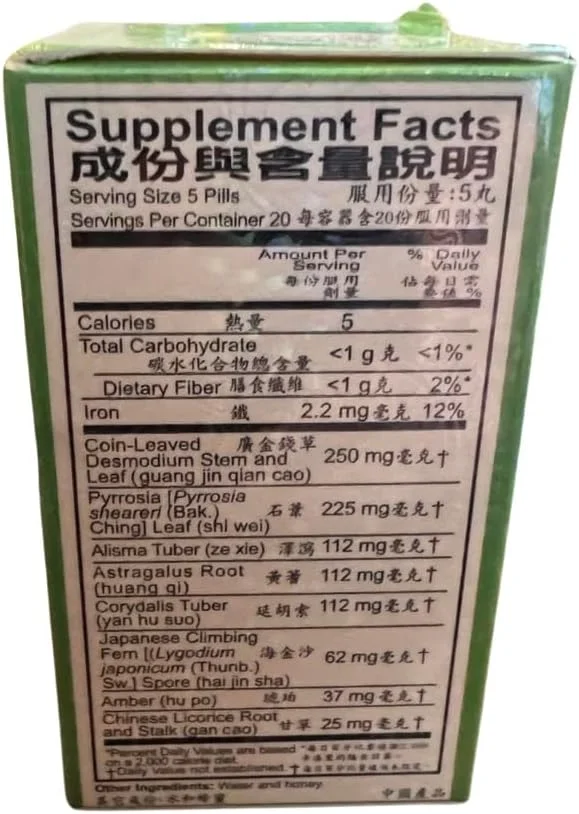 Supplement Facts
成份與含量說明
Serving Size 5 Pills 服用份量:5丸
Servings Per Container 20 每容器含20份服用劑量
Amount Per Serving % Daily Value
每份服用劑量 佔每日需要值 %
Calories 熱量 5
Total Carbohydrate 碳水化合物總含量 <1 g 克 <1%*
Dietary Fiber 膳食纖維 <1 g 克 2%*
Iron 鐵 2.2 mg 毫克 12%
Coin-Leaved 廣金錢草
Desmodium Stem and 250 mg毫克†
Leaf (guang jin qian cao)
Pyrrosia [Pyrrosia
sheareri (Bak.) 石葦 225 mg毫克†
Ching] Leaf (shi wei)
Alisma Tuber (ze xie) 澤瀉 112 mg毫克†
Astragalus Root 黃蓍 112 mg毫克†
(huang qi)
Corydalis Tuber 延胡索 112 mg毫克†
(yan hu suo)
Japanese Climbing
Fern [(Lygodium 海金沙 62 mg毫克†
japonicum (Thunb.)
Sw.] Spore (hai jin sha)
Amber (hu po) 琥珀 37 mg毫克†
Chinese Licorice Root 甘草 25 mg毫克†
and Stalk (gan cao)
*Percent Daily Values are based
on a 2,000 calorie diet.
†Daily Value not established.
Other Ingredients: Water and honey.
其它成份:水和蜂蜜 中國產品